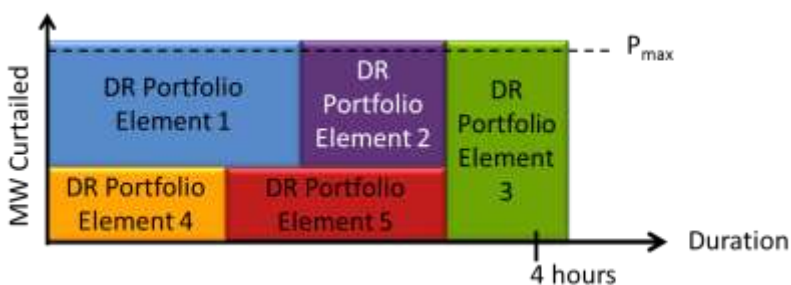 MW Curtailed
DR Portfolio
Element 1
DR
Portfolio
Element 2
DR
Portfolio
Element
3
P max
DR Portfolio
Element 4
DR Portfolio
Element 5
Duration
4 hours